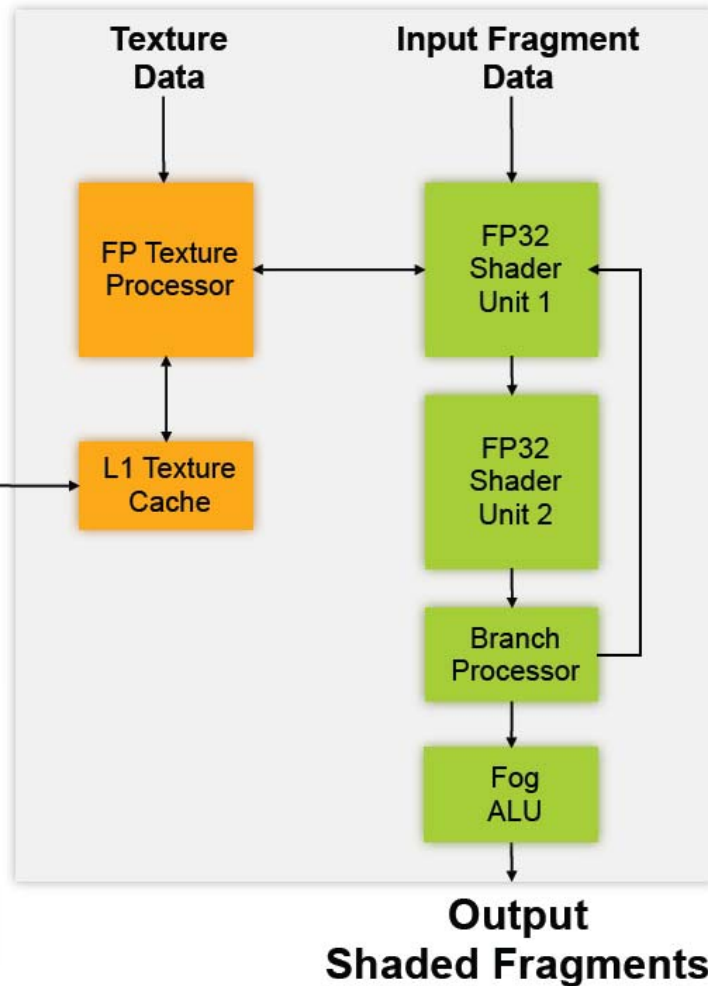 Texture
Data
Input Fragment
Data
FP Texture
Processor
FP32
Shader
Unit 1
L1 Texture
Cache
FP32
Shader
Unit 2
Branch
Processor
Fog
ALU
Output
Shaded Fragments